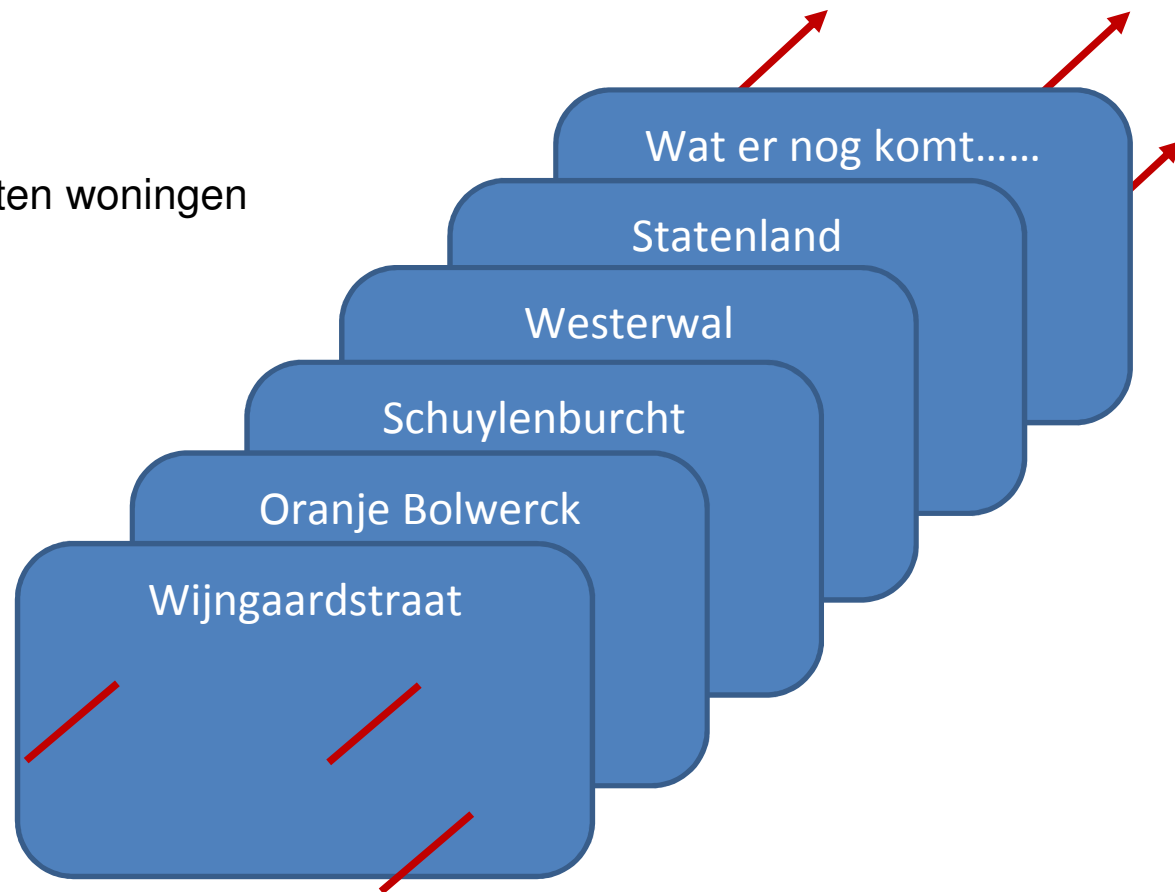 Wat er nog komt......
ten woningen
Statenland
Westerwal
Schuylenburcht
Oranje Bolwerck
Wijngaardstraat